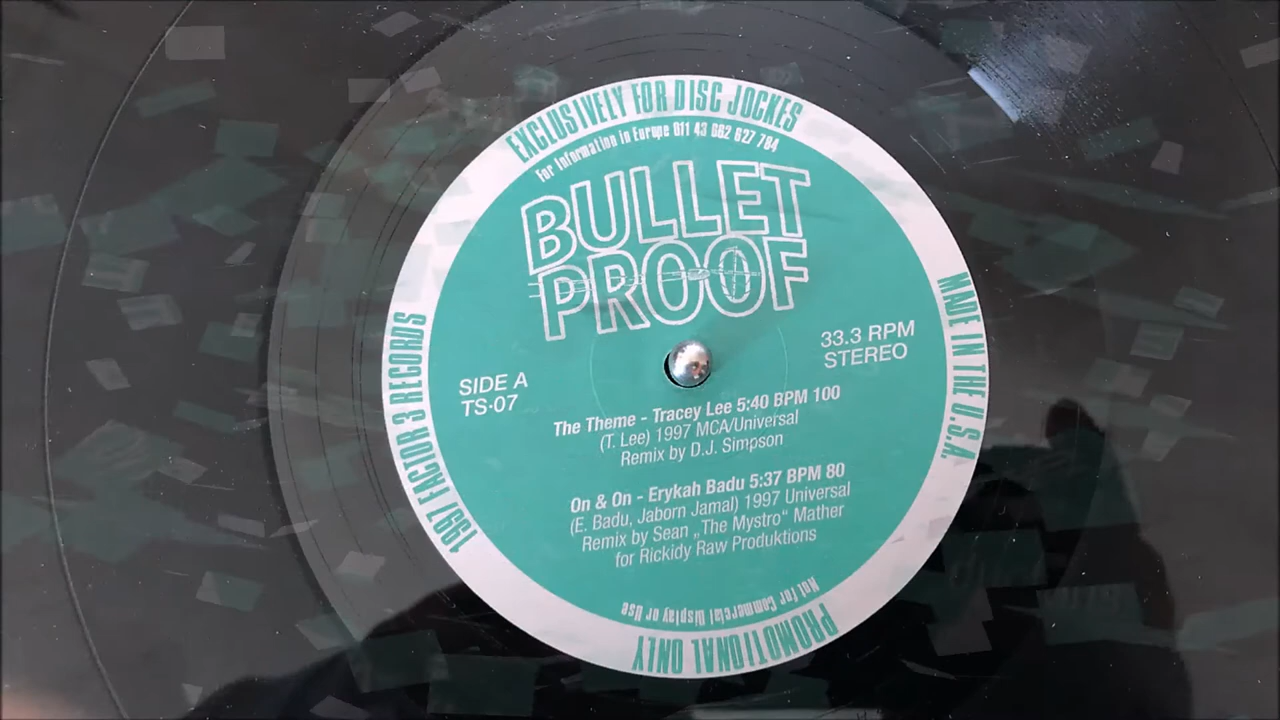 EXCLUSIVELY FOR DISC JOCKES
For Information in Europe 011 43 662 627 784
BULLET
PROOF
33.3 RPM
STEREO
SIDE A
TS-07
The Theme - Tracey Lee 5:40 BPM 100
(T. Lee) 1997 MCA/Universal
Remix by D.J. Simpson
On & On - Erykah Badu 5:37 BPM 80
(E. Badu, Jaborn Jamal) 1997 Universal
Remix by Sean „The Mystro“ Mather
for Rickidy Raw Produktions
1997 FACTOR 3 RECORDS
MADE IN THE U.S.A.
Not for Commercial Display or Use
PROMOTIONAL ONLY